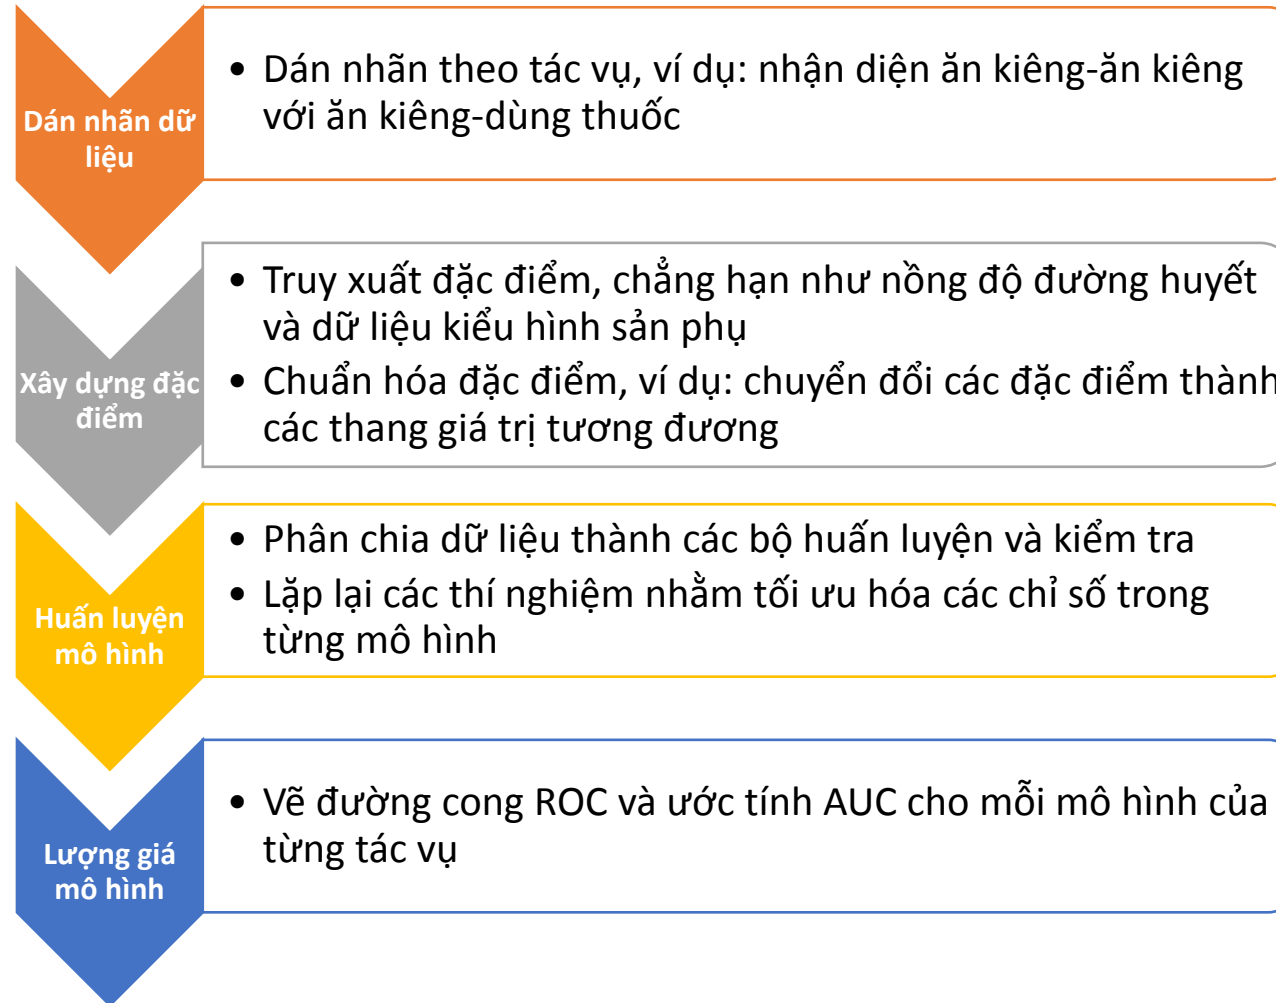 Dán nhãn dữ
liệu
• Dán nhãn theo tác vụ, ví dụ: nhận diện ăn kiêng-ăn kiêng
với ăn kiêng-dùng thuốc
Xây dựng đặc
điểm
• Truy xuất đặc điểm, chẳng hạn như nồng độ đường huyết
và dữ liệu kiểu hình sản phụ
• Chuẩn hóa đặc điểm, ví dụ: chuyển đổi các đặc điểm thành
các thang giá trị tương đương
Huấn luyện
mô hình
• Phân chia dữ liệu thành các bộ huấn luyện và kiểm tra
• Lặp lại các thí nghiệm nhằm tối ưu hóa các chỉ số trong
từng mô hình
Lượng giá
mô hình
• Vẽ đường cong ROC và ước tính AUC cho mỗi mô hình của
từng tác vụ